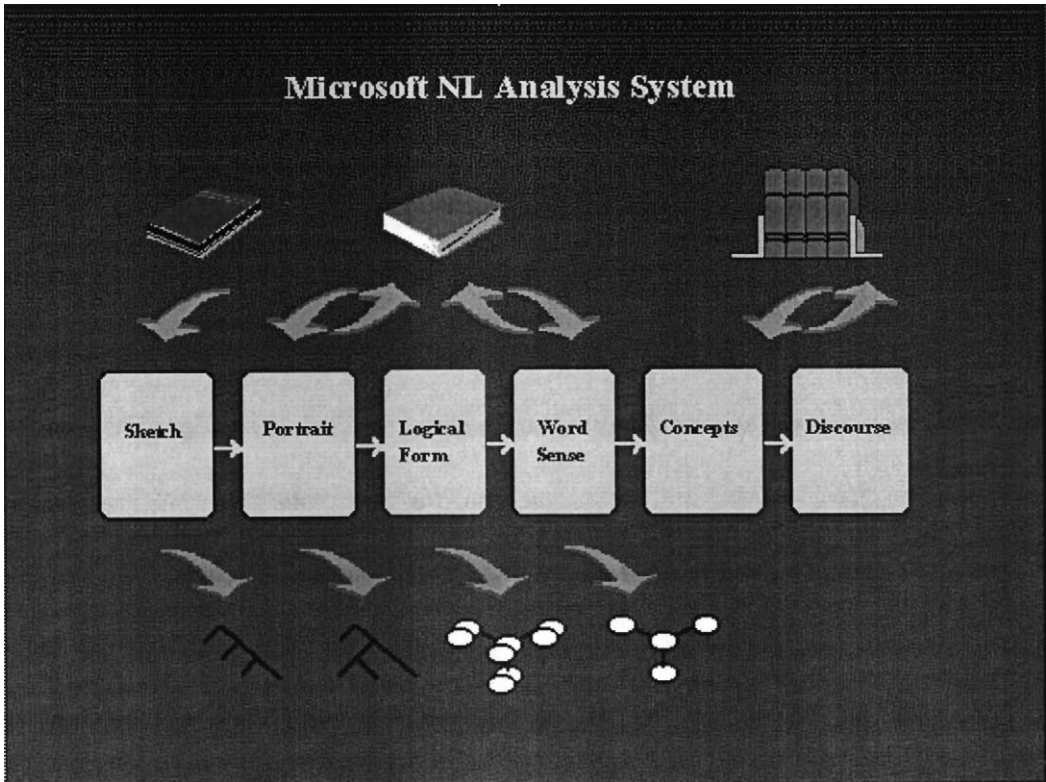 Microsoft NL Analysis System
Sketch
Portrait
Logical
Form
Word
Sense
Concepts
Discourse